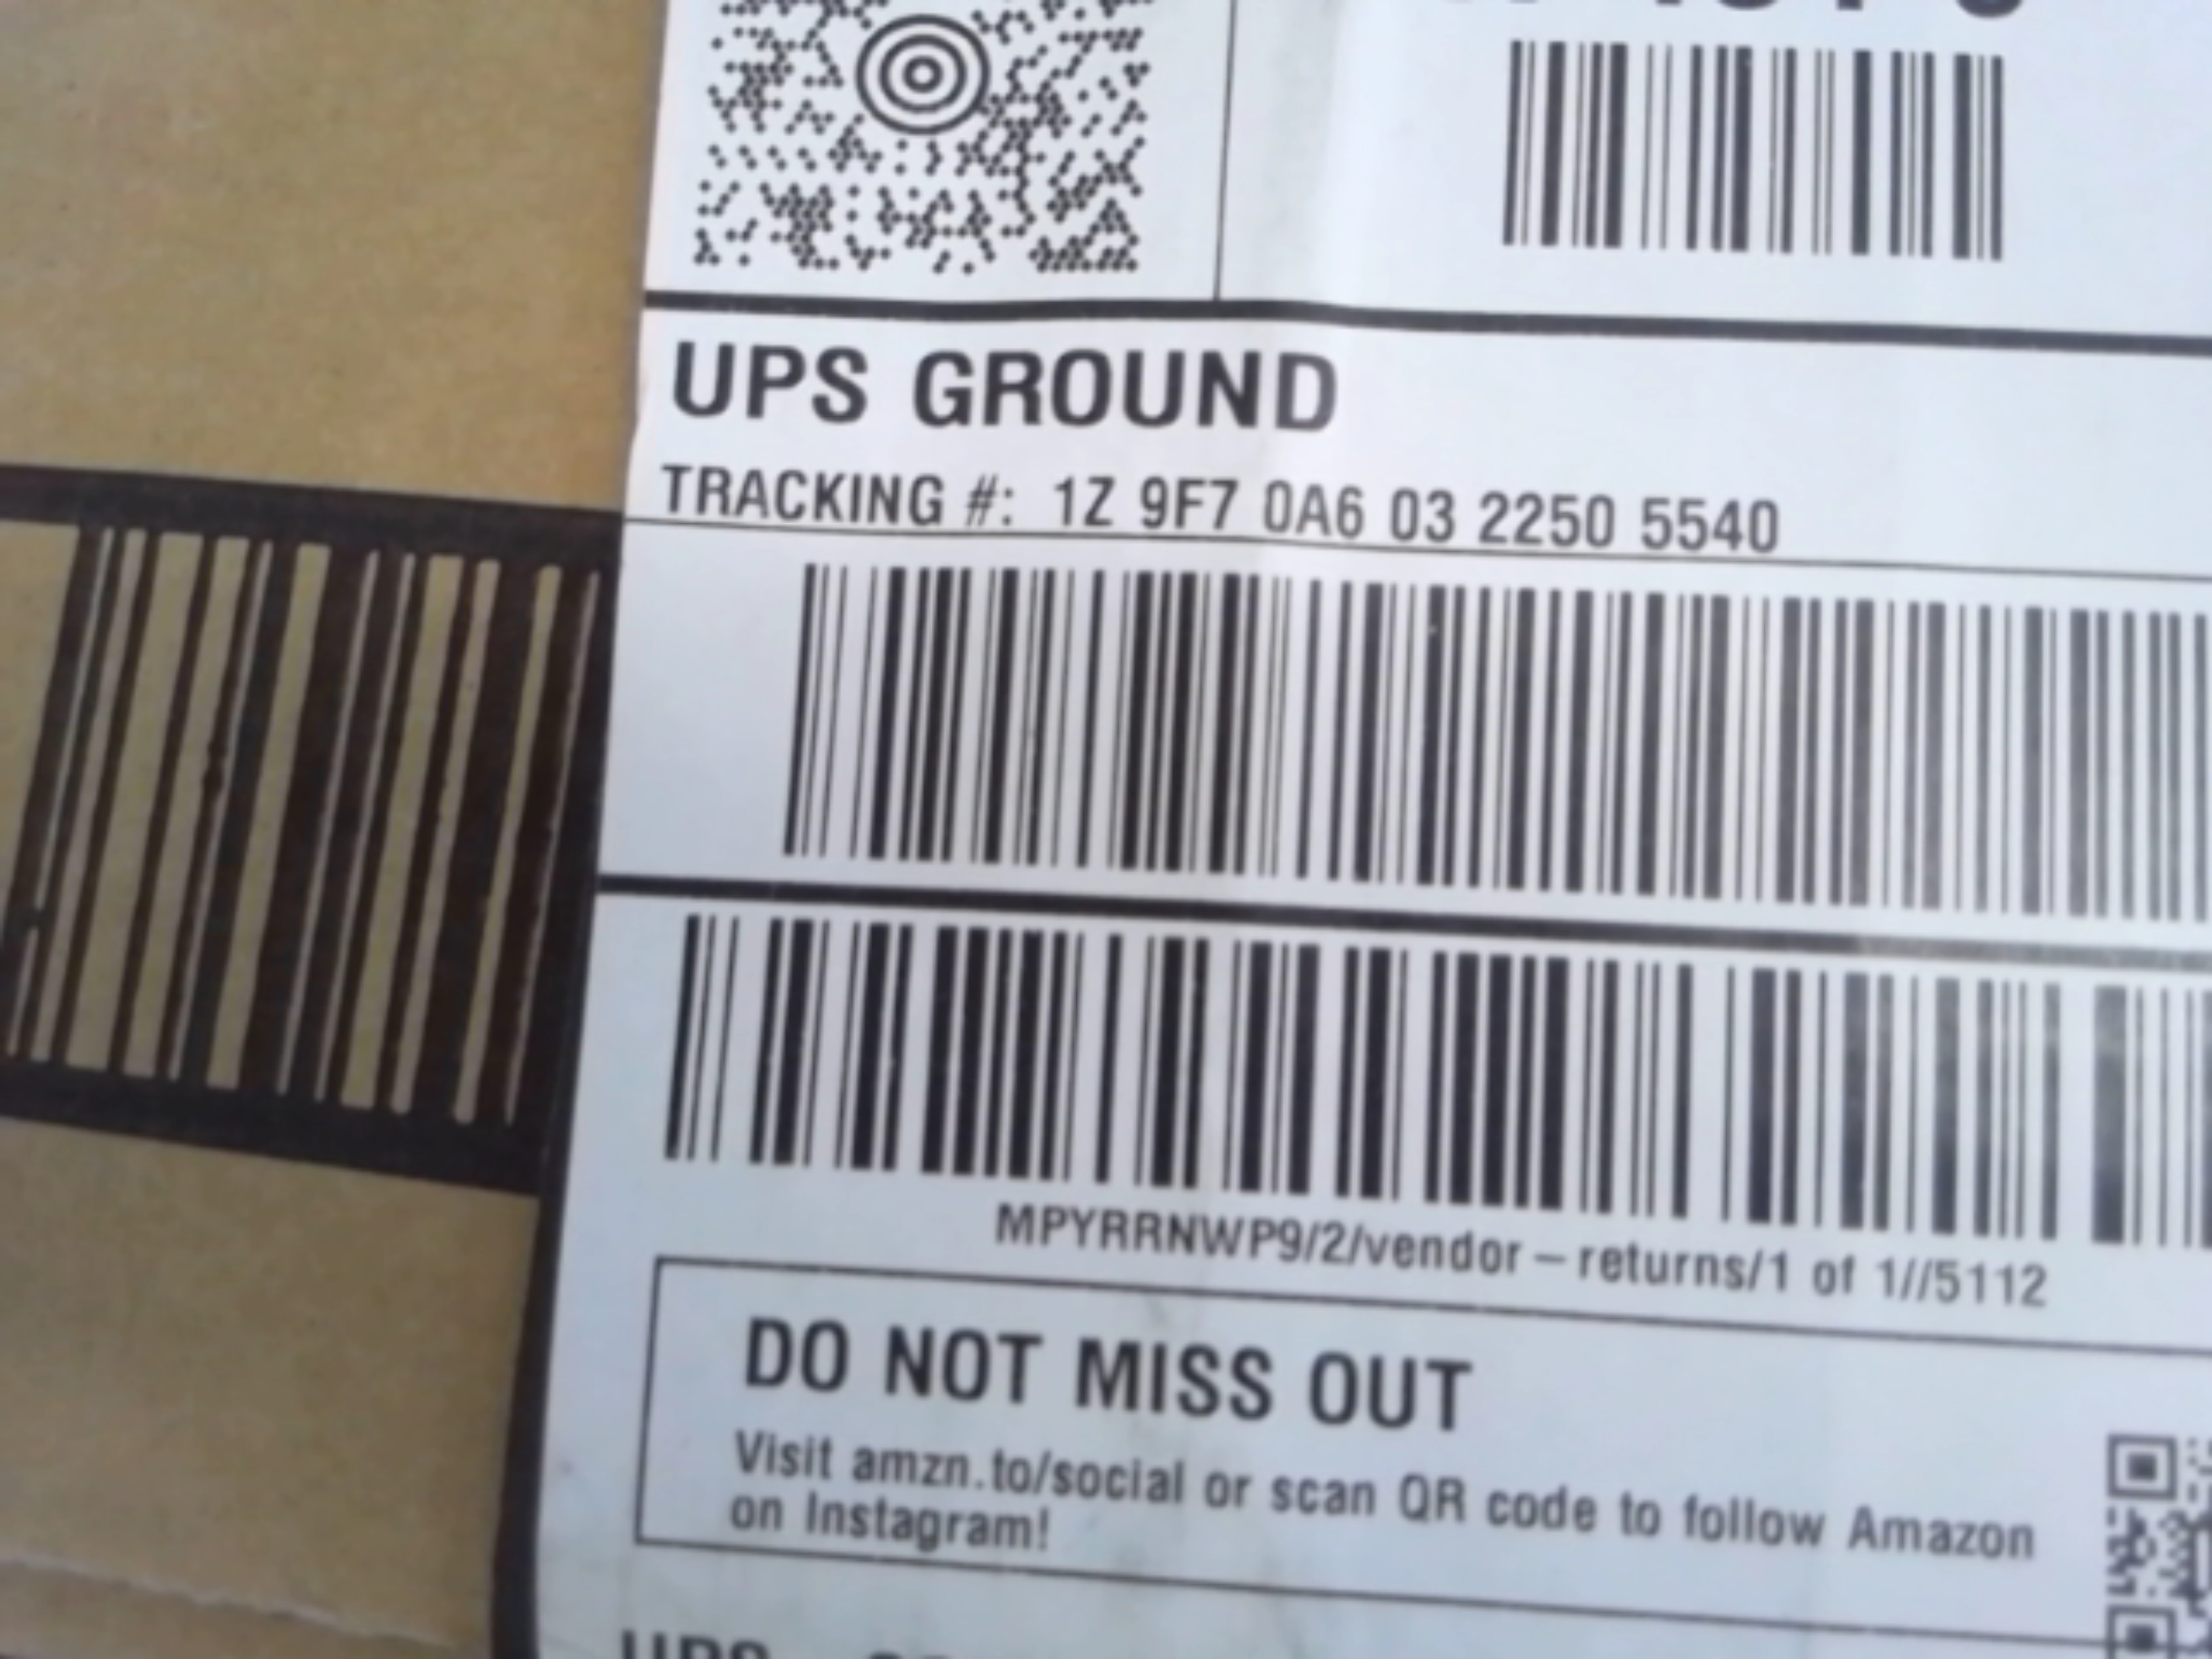 UPS GROUND
TRACKING #: 1Z 9F7 0A6 03 2250 5540
MPYRRNWP9/2/vendor – returns/1 of 1//5112
DO NOT MISS OUT
Visit amzn.to/social or scan QR code to follow Amazon
on Instagram!
UPS